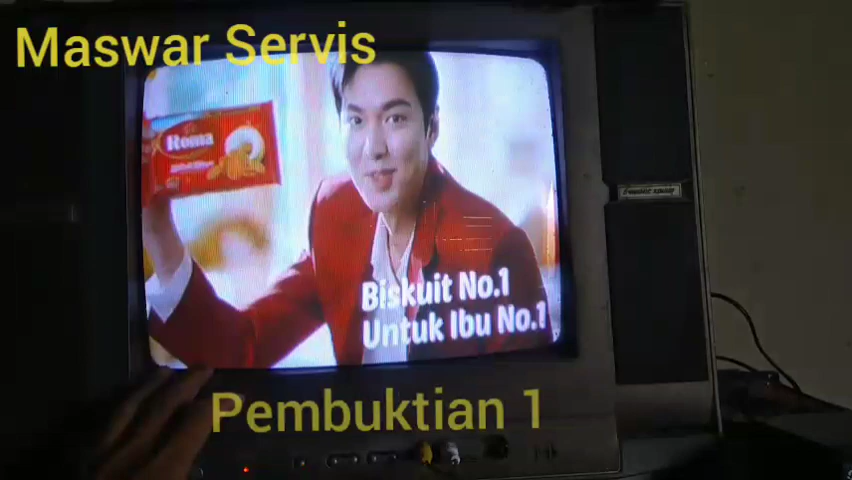 Maswar Servis
Roma
Biskuit No.1
Untuk Ibu No.1
Pembuktian 1